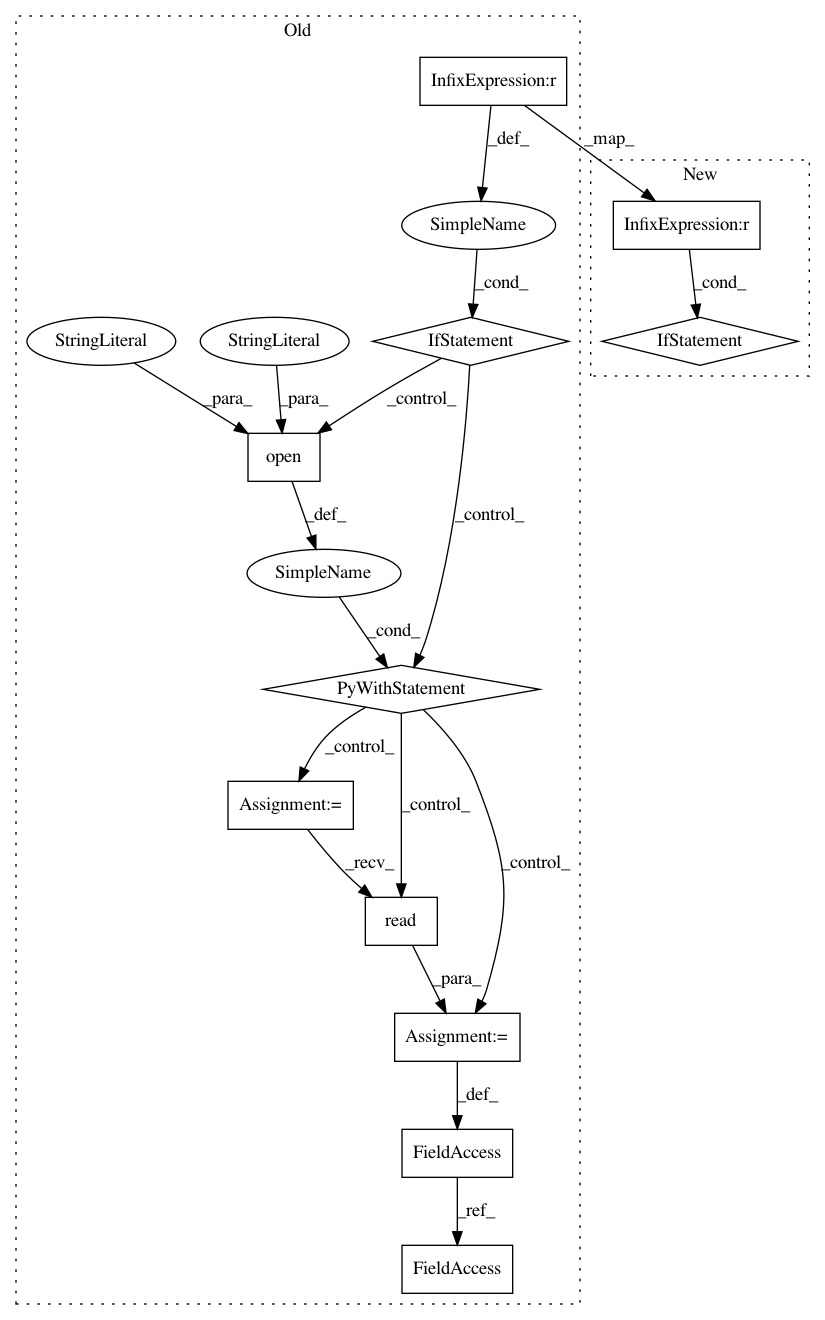 Old
InfixExpression:r
_def_
_map_
New
SimpleName
InfixExpression:r
_cond_
_cond_
StringLiteral
StringLiteral
IfStatement
IfStatement
_para_
_para_
_control_
open
_def_
_control_
SimpleName
_cond_
PyWithStatement
_control_
Assignment:=
_control_
_recv_
_control_
read
_para_
Assignment:=
_def_
FieldAccess
_ref_
FieldAccess